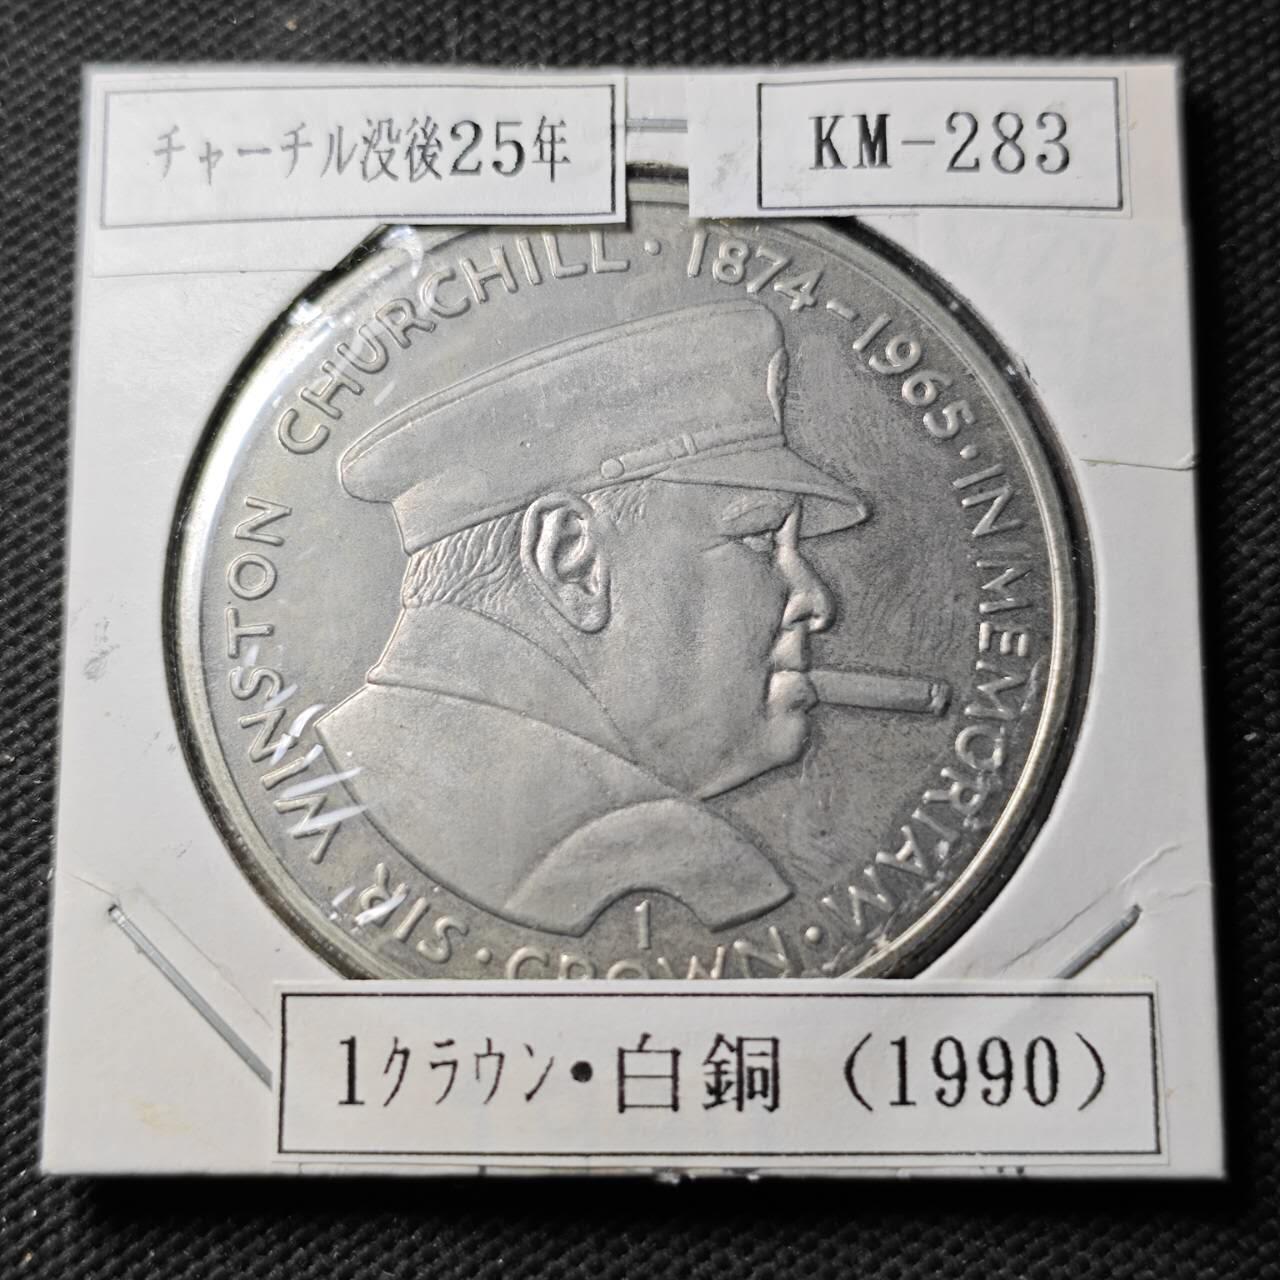 チャーチル没後25年
KM-283
SIR WINSTON CHURCHILL · 1874-1965 · IN MEMORIAM ·
1
CROWN ·
1クラウン・白銅（1990）